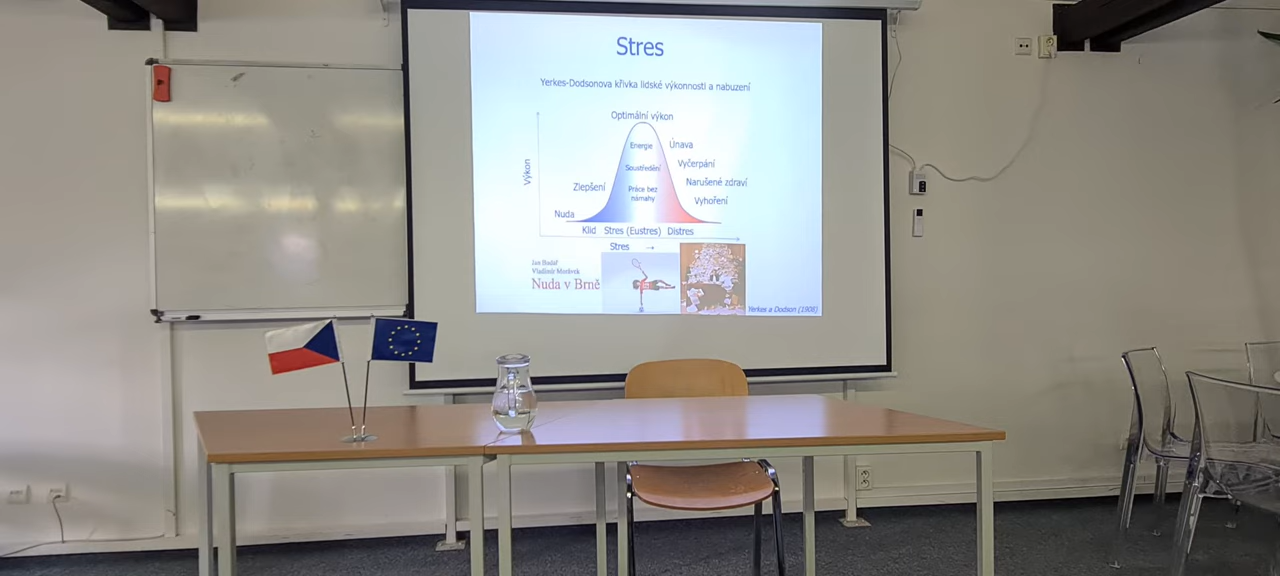 Stres
Yerkes-Dodsonova křivka lidské výkonnosti a nabuzení
Optimální výkon
Energie
Únava
Soustředění
Vyčerpání
Výkon
Zlepšení
Práce bez
námahy
Narušené zdraví
Vyhoření
Nuda
Klid Stres (Eustres) Distres
Stres →
Jan Budař
Vladimír Morávek
Nuda v Brně
Yerkes a Dodson (1908)